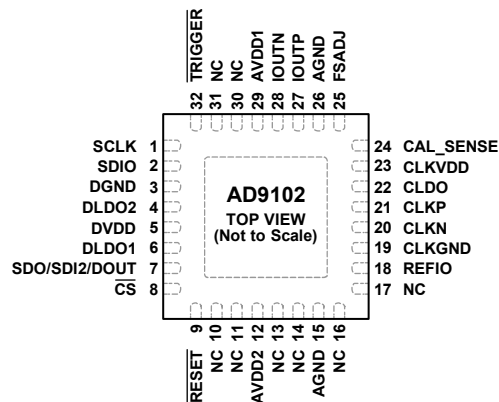 TRIGGER
NC
NC
AVDD1
IOUTN
IOUTP
AGND
FSADJ
32
31
30
29
28
27
26
25
SCLK 1
SDIO 2
DGND 3
DLDO2 4
DVDD 5
DLDO1 6
SDO/SDI2/DOUT 7
CS 8
AD9102
TOP VIEW
(Not to Scale)
24 CAL_SENSE
23 CLKVDD
22 CLDO
21 CLKP
20 CLKN
19 CLKGND
18 REFIO
17 NC
RESET 9
NC 10
NC 11
AVDD2 12
NC 13
NC 14
AGND 15
NC 16